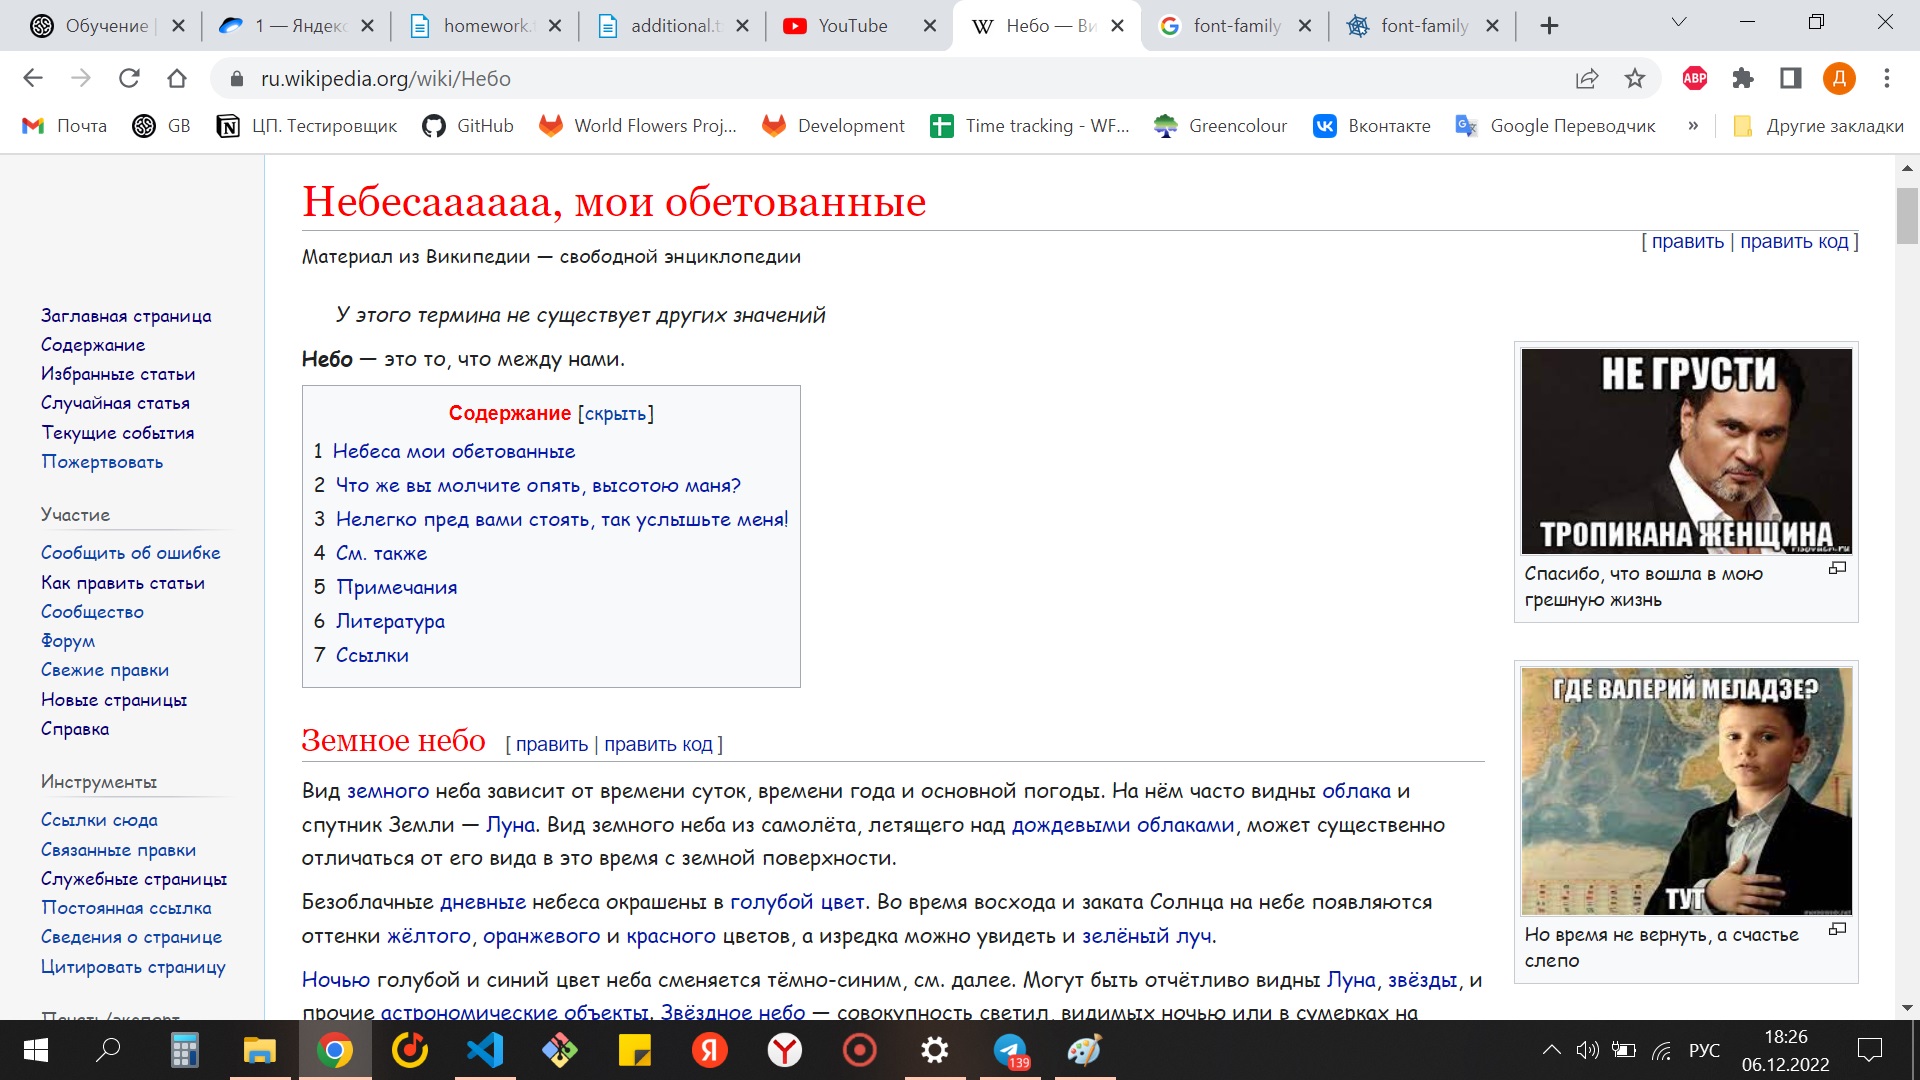 Обучение
1 — Яндекс
homework.t
additional.t
YouTube
Небо — Ви
font-family
font-family
ru.wikipedia.org/wiki/Небо
ABP
Д
Почта
GB
ЦП. Тестировщик
GitHub
World Flowers Proj...
Development
Time tracking - WF...
Greencolour
Вконтакте
Google Переводчик
»
Другие закладки
Небесаааааа, мои обетованные
[ править | править код ]
Материал из Википедии — свободной энциклопедии
У этого термина не существует других значений
Небо — это то, что между нами.
Содержание [скрыть]
1 Небеса мои обетованные
2 Что же вы молчите опять, высотою маня?
3 Нелегко пред вами стоять, так услышьте меня!
4 См. также
5 Примечания
6 Литература
7 Ссылки
Земное небо [ править | править код ]
Вид земного неба зависит от времени суток, времени года и основной погоды. На нём часто видны облака и
спутник Земли — Луна. Вид земного неба из самолёта, летящего над дождевыми облаками, может существенно
отличаться от его вида в это время с земной поверхности.
Безоблачные дневные небеса окрашены в голубой цвет. Во время восхода и заката Солнца на небе появляются
оттенки жёлтого, оранжевого и красного цветов, а изредка можно увидеть и зелёный луч.
Ночью голубой и синий цвет неба сменяется тёмно-синим, см. далее. Могут быть отчётливо видны Луна, звёзды, и
прочие астрономические объекты. Звёздное небо — совокупность светил, видимых ночью или в сумерках на
Заглавная страница
Содержание
Избранные статьи
Случайная статья
Текущие события
Пожертвовать
Участие
Сообщить об ошибке
Как править статьи
Сообщество
Форум
Свежие правки
Новые страницы
Справка
Инструменты
Ссылки сюда
Связанные правки
Служебные страницы
Постоянная ссылка
Сведения о странице
Цитировать страницу
Печать/экспорт
НЕ ГРУСТИ
ТРОПИКАНА ЖЕНЩИНА
Спасибо, что вошла в мою
грешную жизнь
ГДЕ ВАЛЕРИЙ МЕЛАДЗЕ?
ТУТ
Но время не вернуть, а счастье
слепо
139
РУС
18:26
06.12.2022